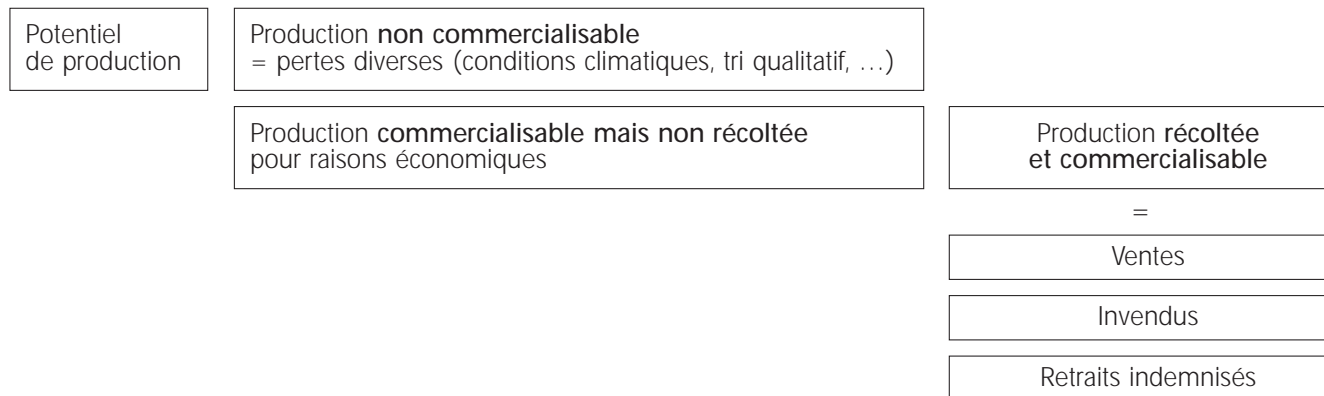 Potentiel
de production
Production non commercialisable
= pertes diverses (conditions climatiques, tri qualitatif, …)
Production commercialisable mais non récoltée
pour raisons économiques
Production récoltée
et commercialisable
=
Ventes
Invendus
Retraits indemnisés